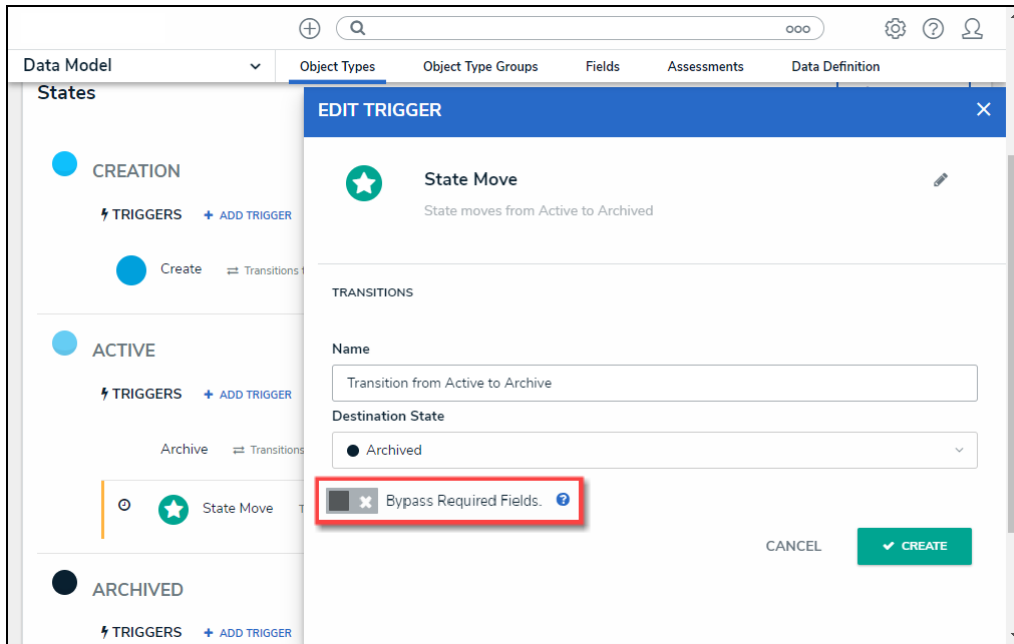 Data Model
Object Types
Object Type Groups
Fields
Assessments
Data Definition
States
CREATION
TRIGGERS
+ ADD TRIGGER
Create
Transitions
ACTIVE
TRIGGERS
+ ADD TRIGGER
Archive
Transitions
State Move
ARCHIVED
TRIGGERS
+ ADD TRIGGER
EDIT TRIGGER
State Move
State moves from Active to Archived
TRANSITIONS
Name
Transition from Active to Archive
Destination State
Archived
Bypass Required Fields.
CANCEL
CREATE